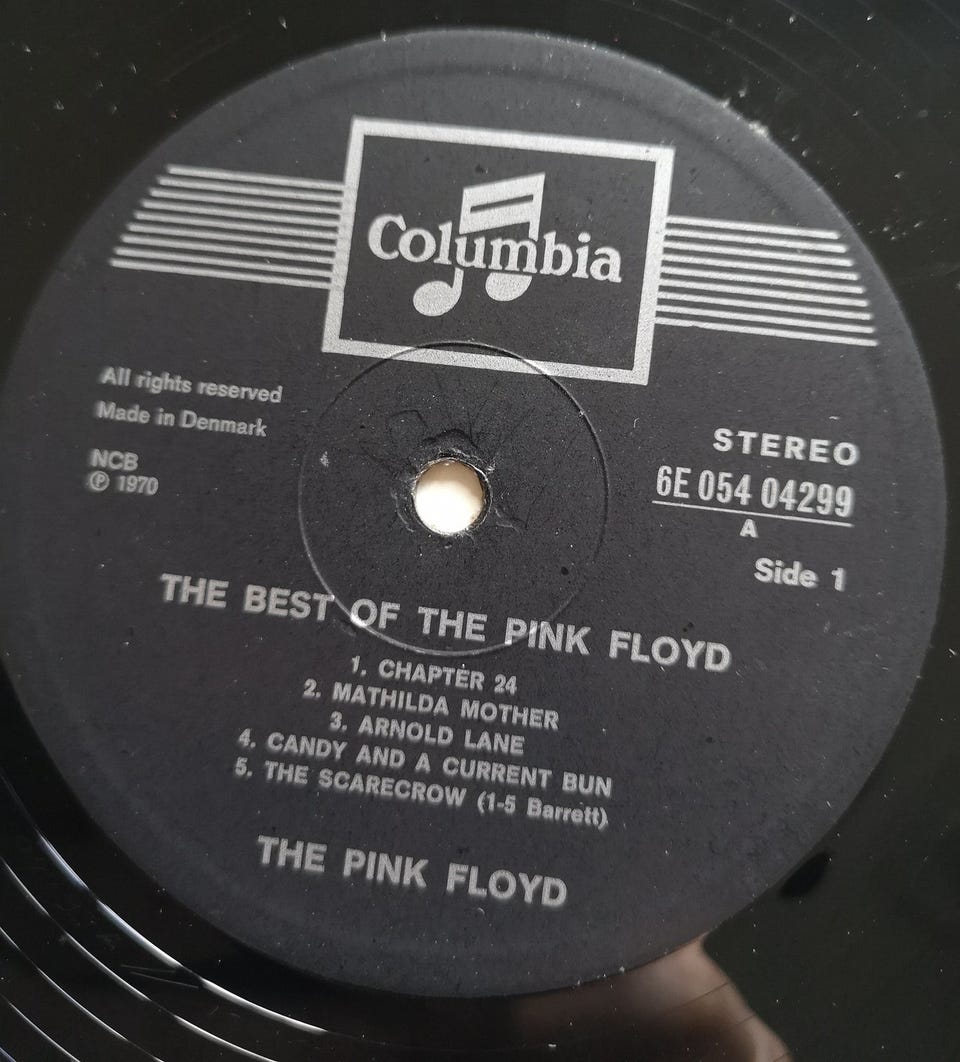 Columbia
All rights reserved
Made in Denmark
NCB
℗ 1970
STEREO
6E 054 04299
A
Side 1
THE BEST OF THE PINK FLOYD
1. CHAPTER 24
2. MATHILDA MOTHER
3. ARNOLD LANE
4. CANDY AND A CURRENT BUN
5. THE SCARECROW (1-5 Barrett)
THE PINK FLOYD